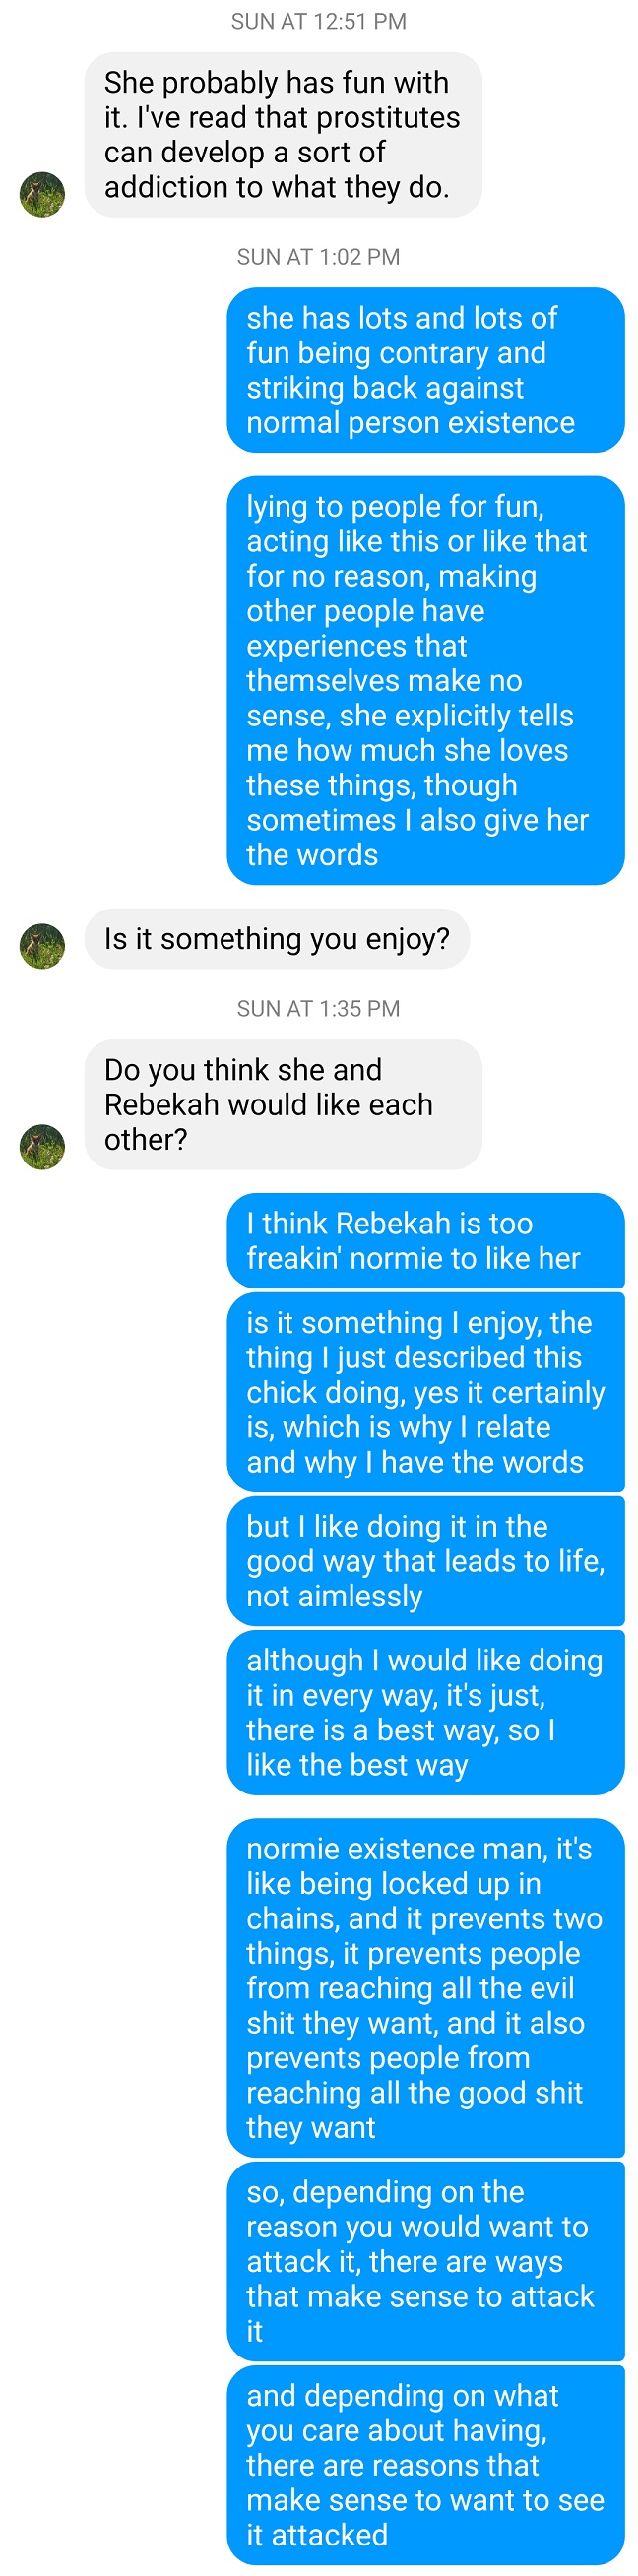 SUN AT 12:51 PM
She probably has fun with
it. I've read that prostitutes
can develop a sort of
addiction to what they do.
SUN AT 1:02 PM
she has lots and lots of
fun being contrary and
striking back against
normal person existence
lying to people for fun,
acting like this or like that
for no reason, making
other people have
experiences that
themselves make no
sense, she explicitly tells
me how much she loves
these things, though
sometimes I also give her
the words
Is it something you enjoy?
SUN AT 1:35 PM
Do you think she and
Rebekah would like each
other?
I think Rebekah is too
freakin' normie to like her
is it something I enjoy, the
thing I just described this
chick doing, yes it certainly
is, which is why I relate
and why I have the words
but I like doing it in the
good way that leads to life,
not aimlessly
although I would like doing
it in every way, it's just,
there is a best way, so I
like the best way
normie existence man, it's
like being locked up in
chains, and it prevents two
things, it prevents people
from reaching all the evil
shit they want, and it also
prevents people from
reaching all the good shit
they want
so, depending on the
reason you would want to
attack it, there are ways
that make sense to attack
it
and depending on what
you care about having,
there are reasons that
make sense to want to see
it attacked